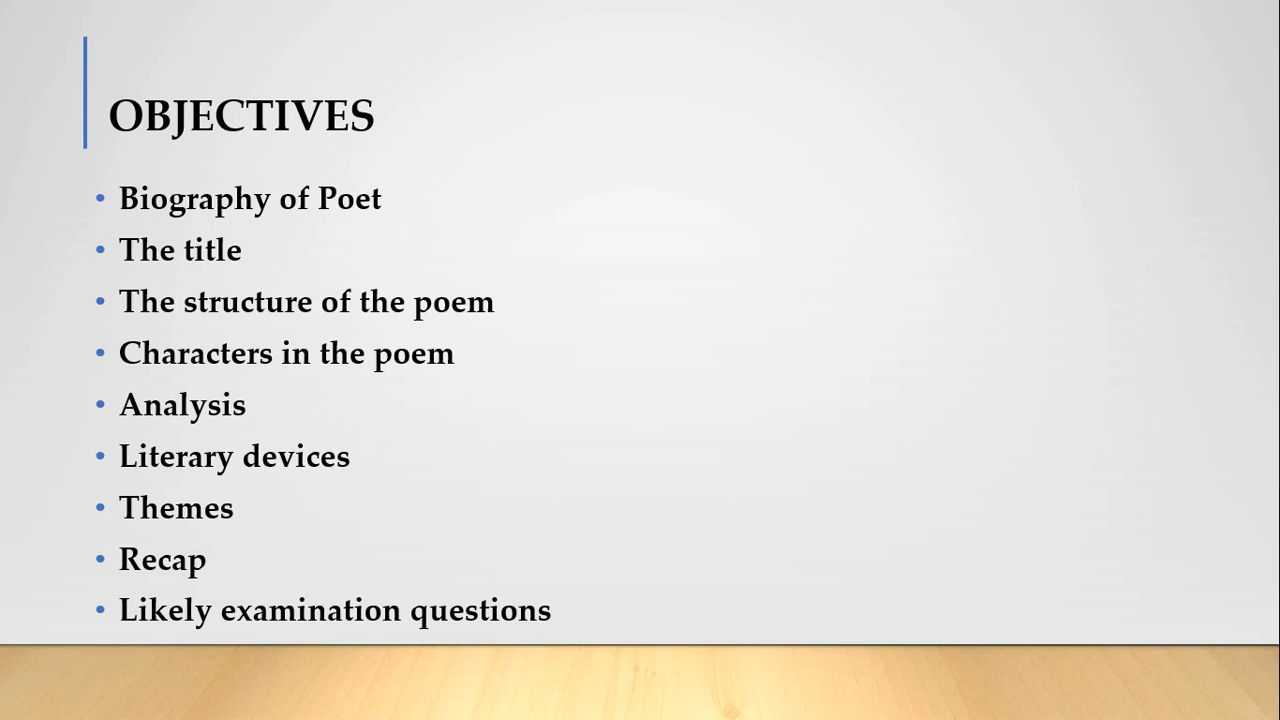 OBJECTIVES
• Biography of Poet
• The title
• The structure of the poem
• Characters in the poem
• Analysis
• Literary devices
• Themes
• Recap
• Likely examination questions